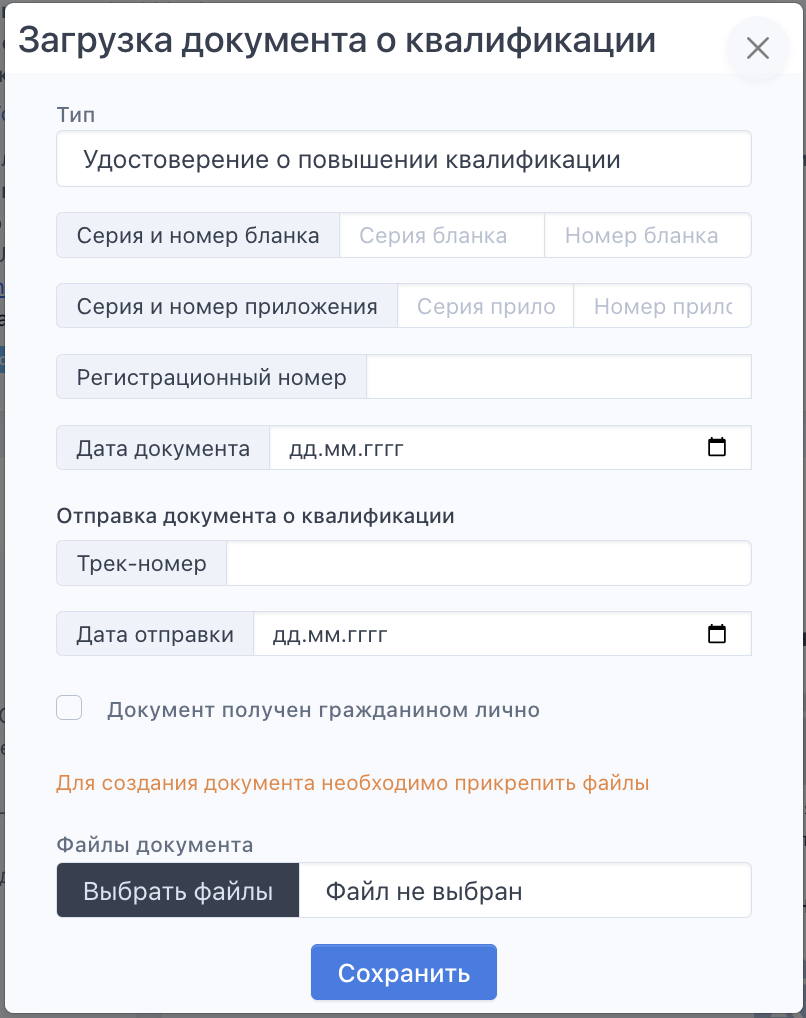 Загрузка документа о квалификации
Тип
Удостоверение о повышении квалификации
Серия и номер бланка Серия бланка Номер бланка
Серия и номер приложения Серия прило Номер прило
Регистрационный номер
Дата документа дд.мм.гггг
Отправка документа о квалификации
Трек-номер
Дата отправки дд.мм.гггг
Документ получен гражданином лично
Для создания документа необходимо прикрепить файлы
Файлы документа
Выбрать файлы Файл не выбран
Сохранить